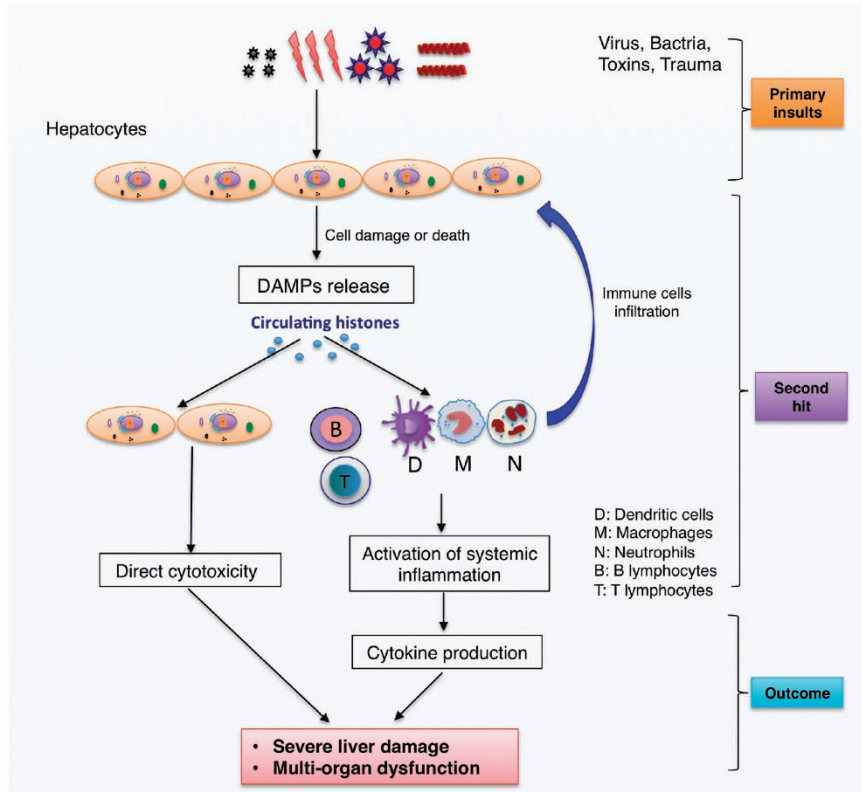 Virus, Bactria,
Toxins, Trauma
Primary
insults
Hepatocytes
Cell damage or death
DAMPs release
Circulating histones
Immune cells
infiltration
Second
hit
B
T
D
M
N
D: Dendritic cells
M: Macrophages
N: Neutrophils
B: B lymphocytes
T: T lymphocytes
Direct cytotoxicity
Activation of systemic
inflammation
Cytokine production
Outcome
• Severe liver damage
• Multi-organ dysfunction